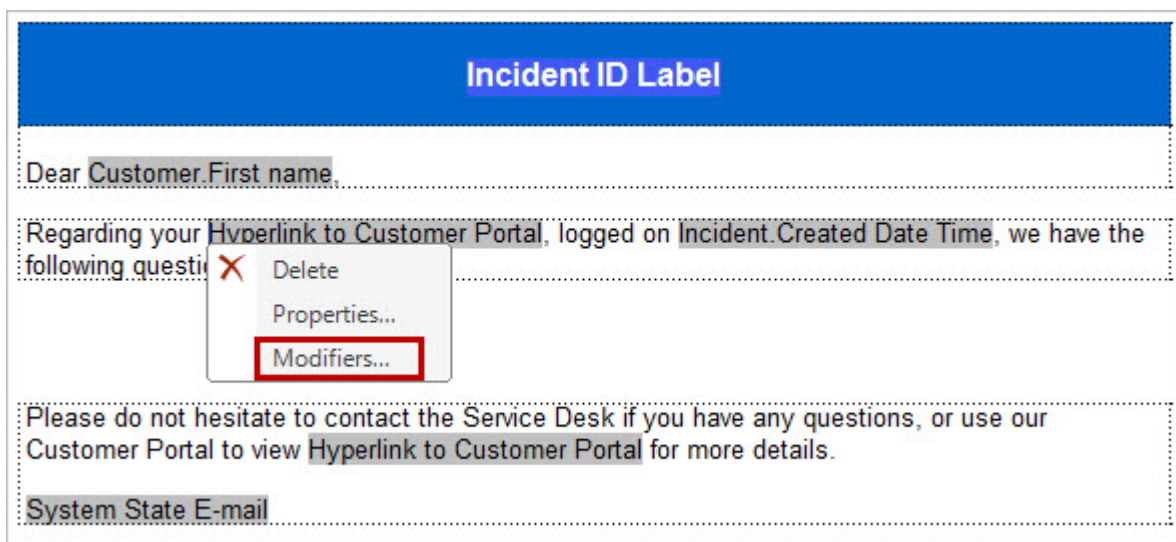 Incident ID Label
Dear Customer.First name,
Regarding your Hyperlink to Customer Portal, logged on Incident.Created Date Time, we have the
following questi
Delete
Properties...
Modifiers...
Please do not hesitate to contact the Service Desk if you have any questions, or use our
Customer Portal to view Hyperlink to Customer Portal for more details.
System State E-mail